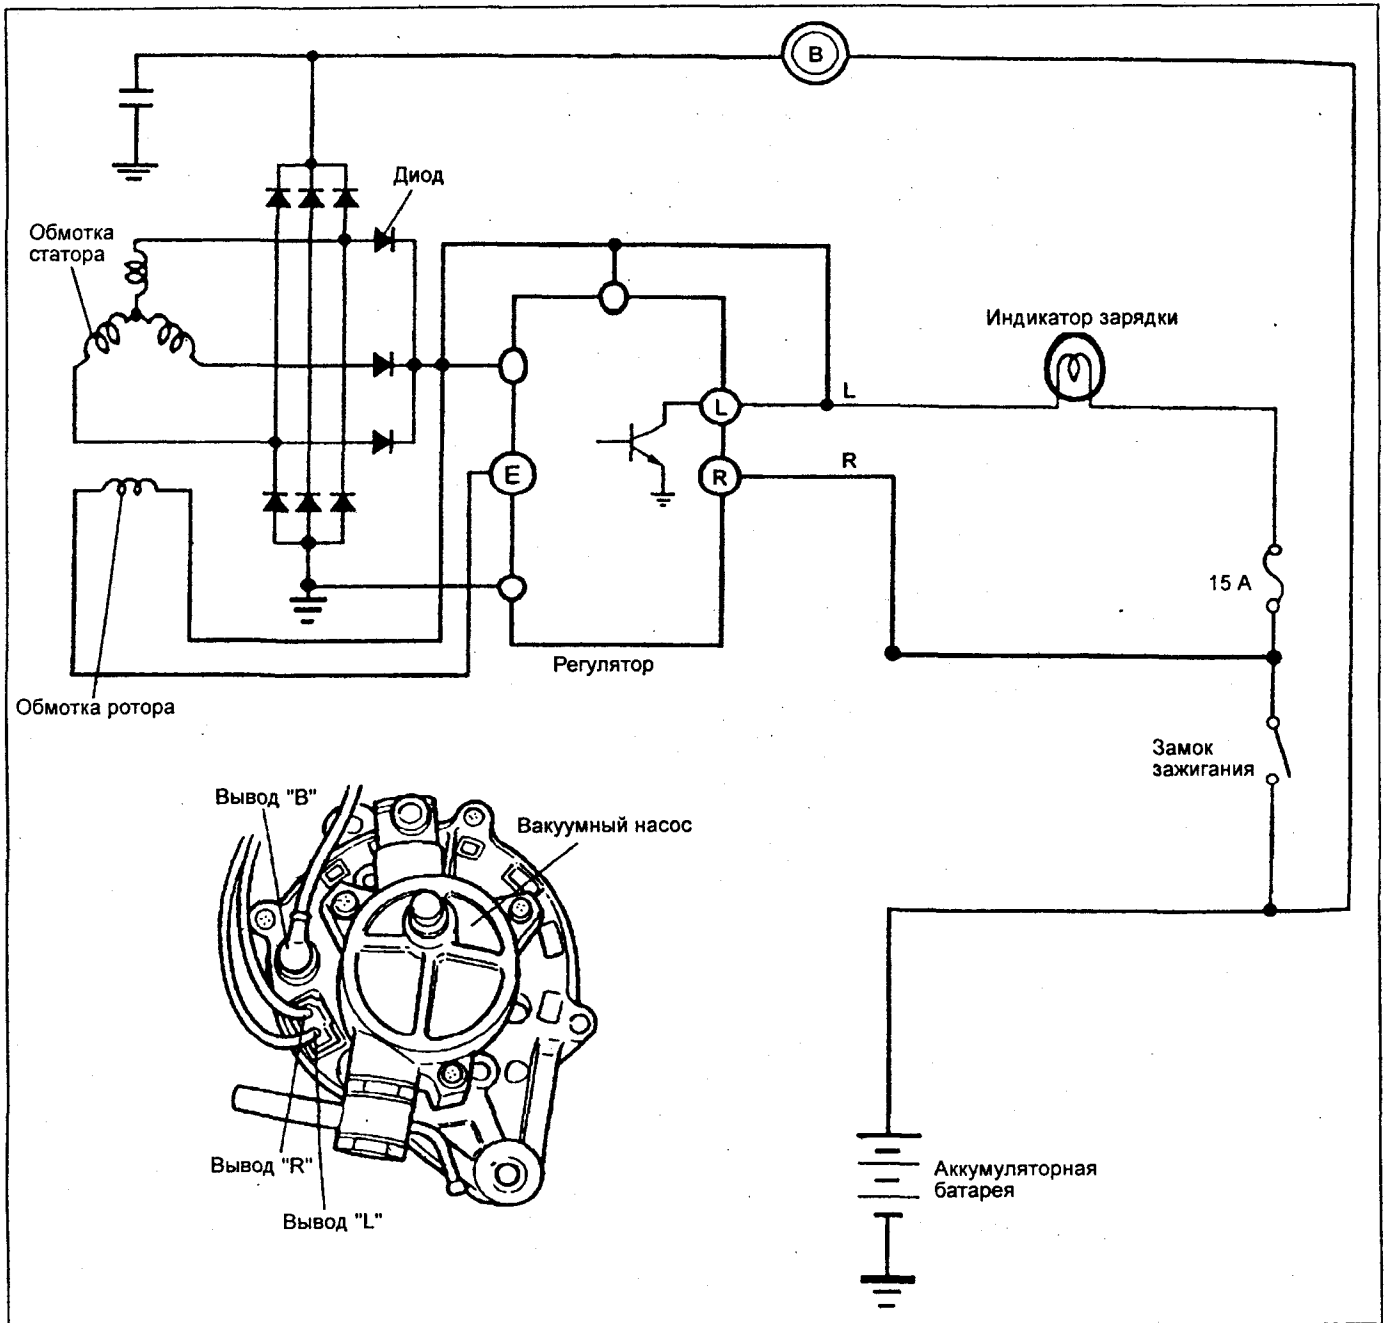 B
Диод
Обмотка
статора
Индикатор зарядки
L
L
E
R
R
15 А
Регулятор
Обмотка ротора
Замок
зажигания
Вывод "B"
Вакуумный насос
Вывод "R"
Вывод "L"
Аккумуляторная
батарея